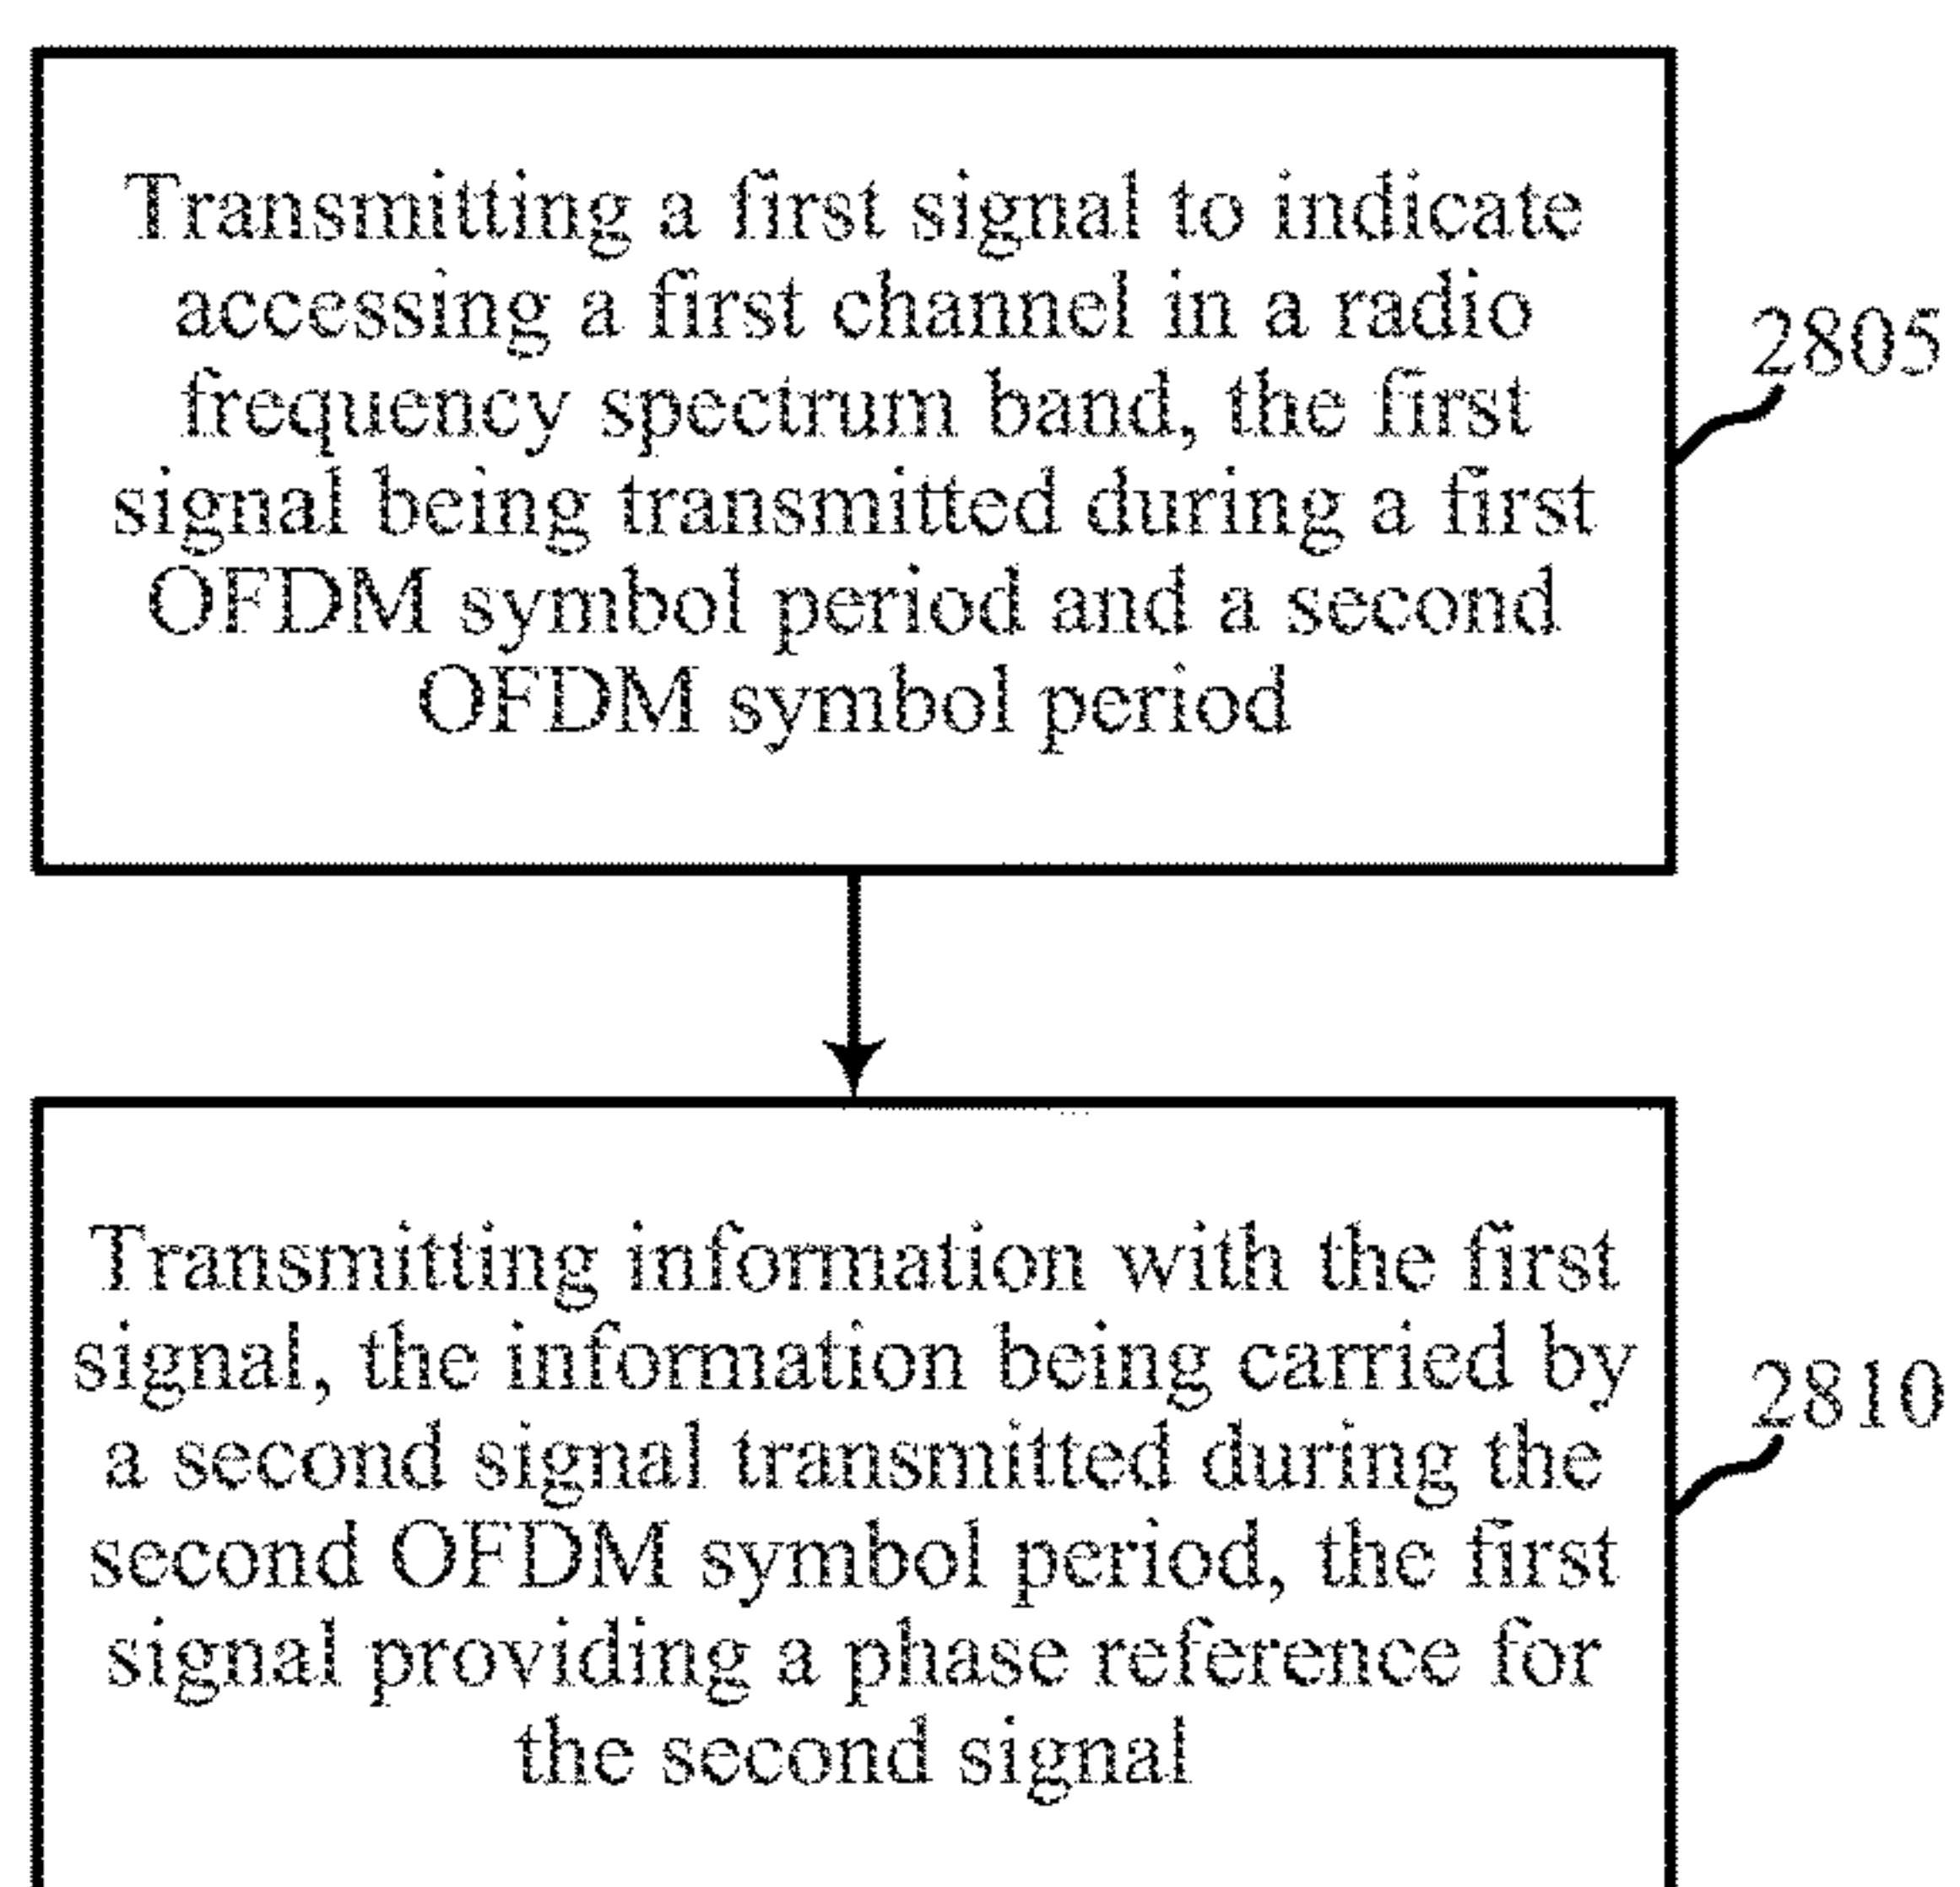 Transmitting a first signal to indicate
accessing a first channel in a radio
frequency spectrum band, the first
signal being transmitted during a first
OFDM symbol period and a second
OFDM symbol period
2805
Transmitting information with the first
signal, the information being carried by
a second signal transmitted during the
second OFDM symbol period, the first
signal providing a phase reference for
the second signal
2810